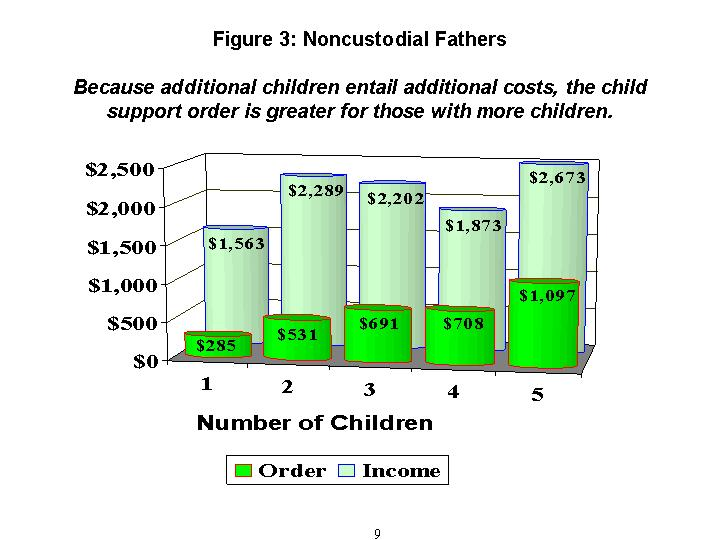 Figure 3: Noncustodial Fathers
Because additional children entail additional costs, the child
support order is greater for those with more children.
$2,500
$2,000
$1,500
$1,000
$500
$0
$1,563
$2,289
$2,202
$1,873
$2,673
$285
$531
$691
$708
$1,097
1 2 3 4 5
Number of Children
Order Income
9